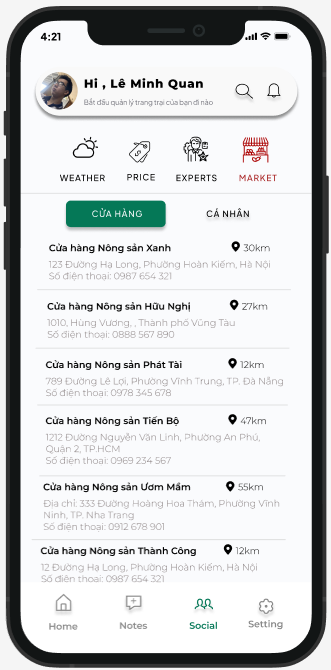 4:21
Hi , Lê Minh Quan
Bắt đầu quản lý trang trại của bạn đi nào
WEATHER PRICE EXPERTS MARKET
CỬA HÀNG CÁ NHÂN
Cửa hàng Nông sản Xanh 30km
123 Đường Hạ Long, Phường Hoàn Kiếm, Hà Nội
Số điện thoại: 0987 654 321
Cửa hàng Nông sản Hữu Nghị 27km
1010, Hùng Vương, , Thành phố Vũng Tàu
Số điện thoại: 0888 567 890
Cửa hàng Nông sản Phát Tài 12km
789 Đường Lê Lợi, Phường Vĩnh Trung, TP. Đà Nẵng
Số điện thoại: 0978 345 678
Cửa hàng Nông sản Tiến Bộ 47km
1212 Đường Nguyễn Văn Linh, Phường An Phú,
Quận 2, TP.HCM
Số điện thoại: 0969 234 567
Cửa hàng Nông sản Ươm Mầm 55km
Địa chỉ: 333 Đường Hoàng Hoa Thám, Phường Vĩnh
Ninh, TP. Nha Trang
Số điện thoại: 0912 678 901
Cửa hàng Nông sản Thành Công 12km
12 Đường Hạ Long, Phường Hoàn Kiếm, Hà Nội
Số điện thoại: 0987 654 321
Home Notes Social Setting